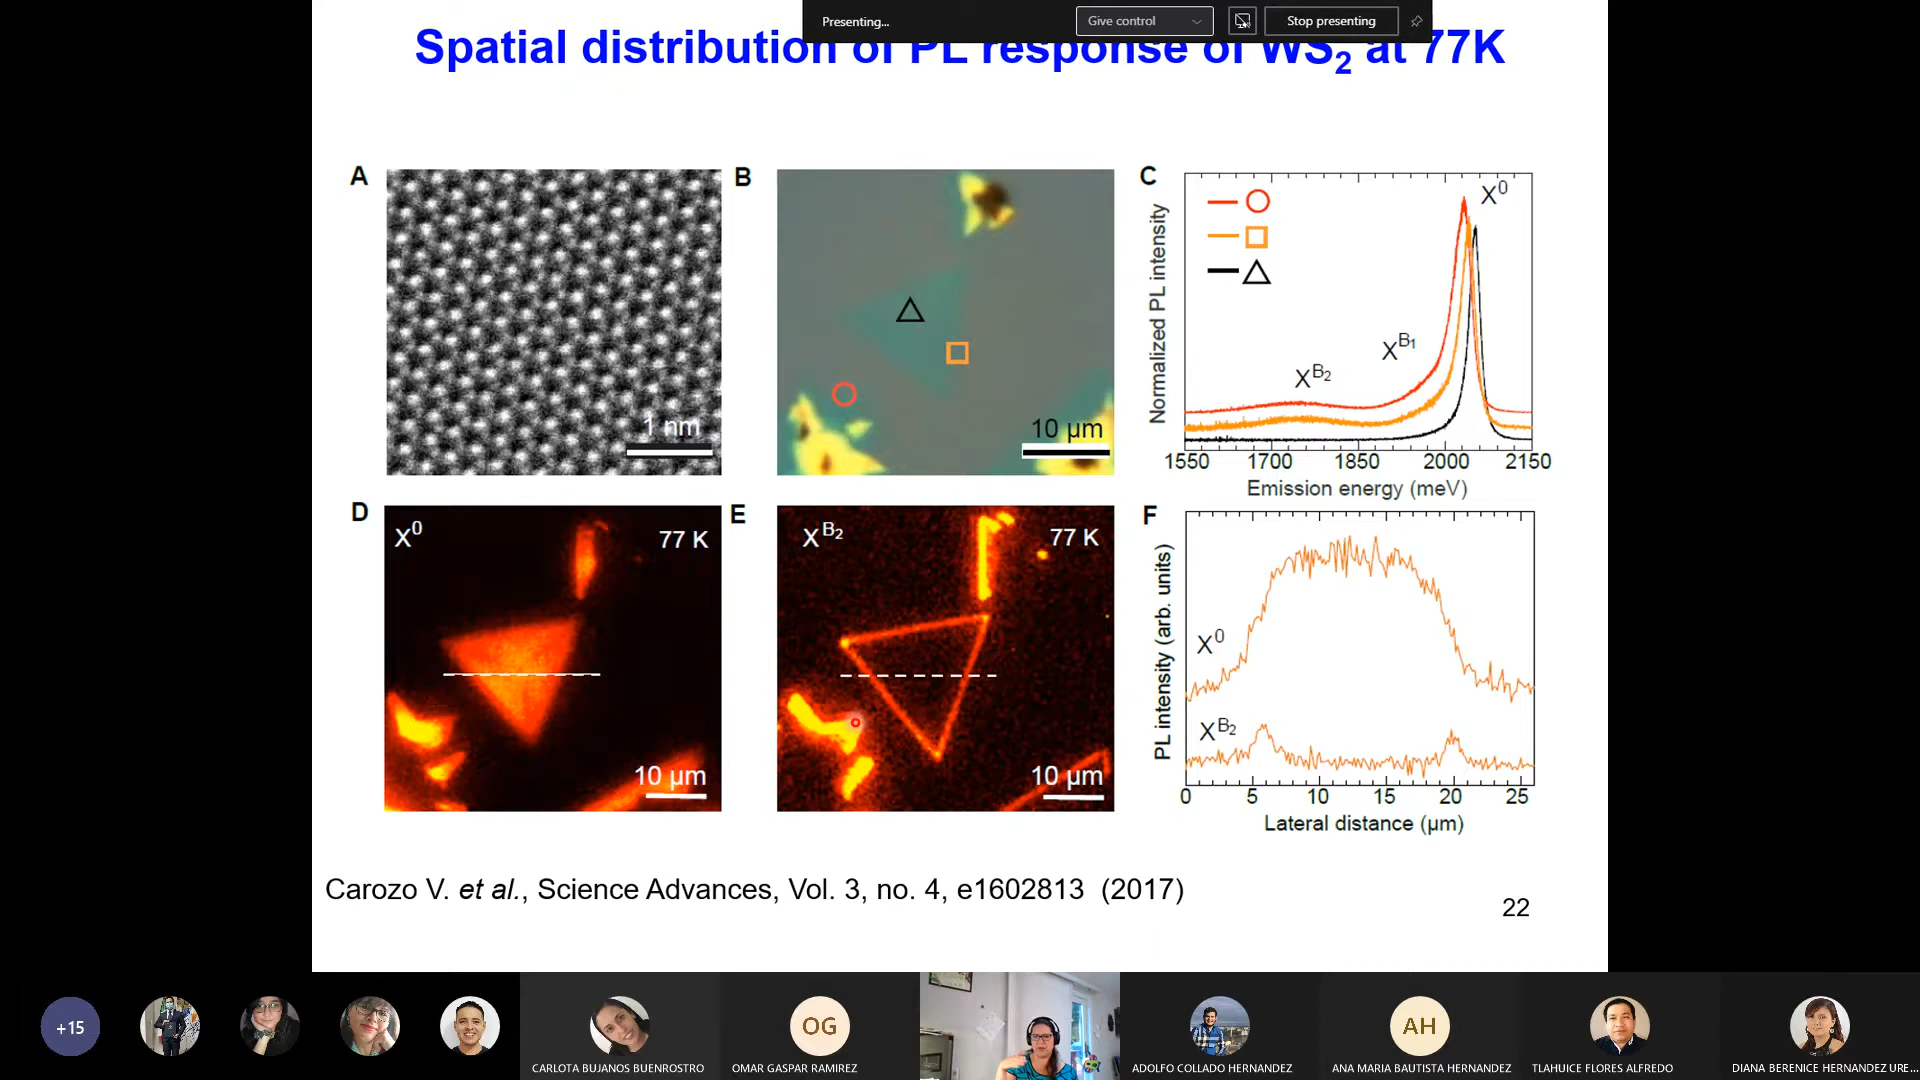 Presenting...
Give control
Stop presenting
Spatial distribution of PL response of WS2 at 77K
A
1 nm
B
10 µm
C
X0
XB1
XB2
Normalized PL intensity
1550 1700 1850 2000 2150
Emission energy (meV)
D
X0
77 K
10 µm
E
XB2
77 K
10 µm
F
X0
XB2
PL intensity (arb. units)
0 5 10 15 20 25
Lateral distance (µm)
Carozo V. et al., Science Advances, Vol. 3, no. 4, e1602813 (2017)
22
+15
OG
AH
CARLOTA BUJANOS BUENROSTRO
OMAR GASPAR RAMIREZ
ADOLFO COLLADO HERNANDEZ
ANA MARIA BAUTISTA HERNANDEZ
TLAHUICE FLORES ALFREDO
DIANA BERENICE HERNANDEZ URE...